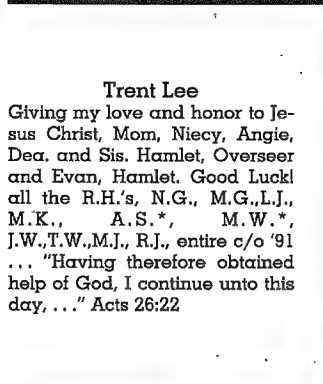 Trent Lee
Giving my love and honor to Je-
sus Christ, Mom, Niecy, Angie,
Dea. and Sis. Hamlet, Overseer
and Evan, Hamlet. Good Luck!
all the R.H.'s, N.G., M.G.,L.J.,
M.K., A.S.*, M.W.*,
J.W.,T.W.,M.J., R.J., entire c/o '91
... "Having therefore obtained
help of God, I continue unto this
day, ..." Acts 26:22